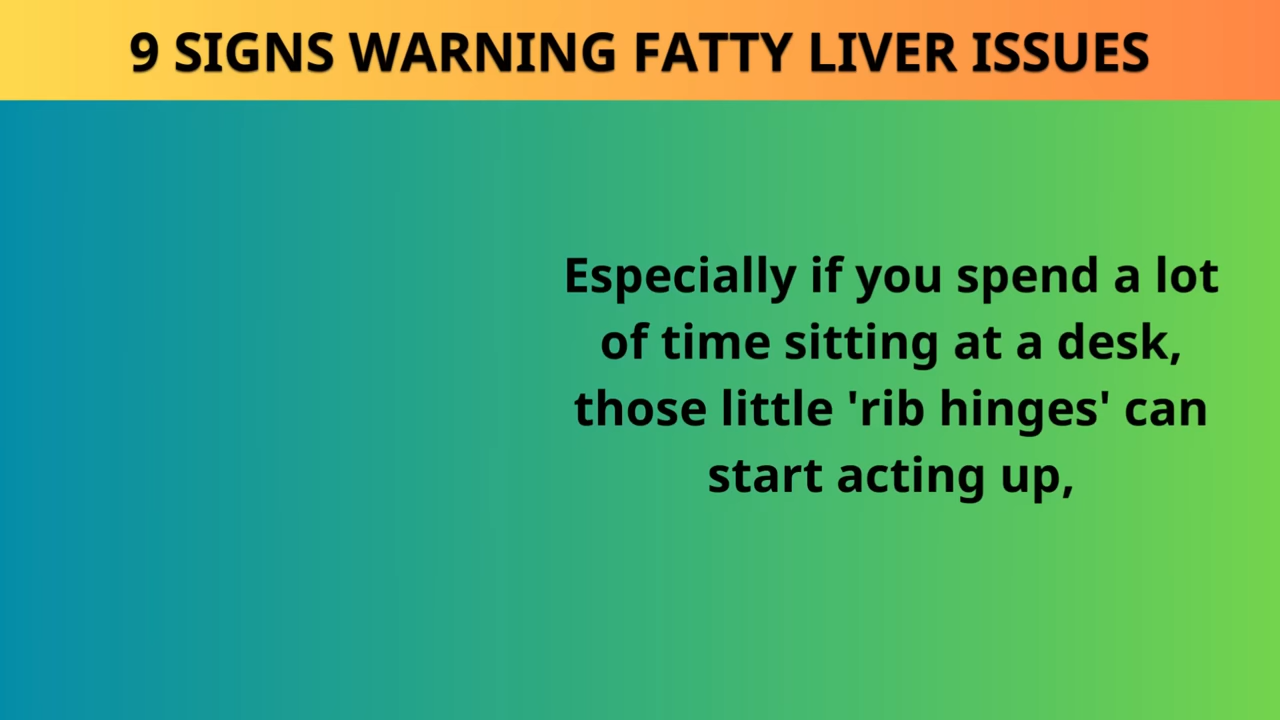 9 SIGNS WARNING FATTY LIVER ISSUES
Especially if you spend a lot
of time sitting at a desk,
those little 'rib hinges' can
start acting up,